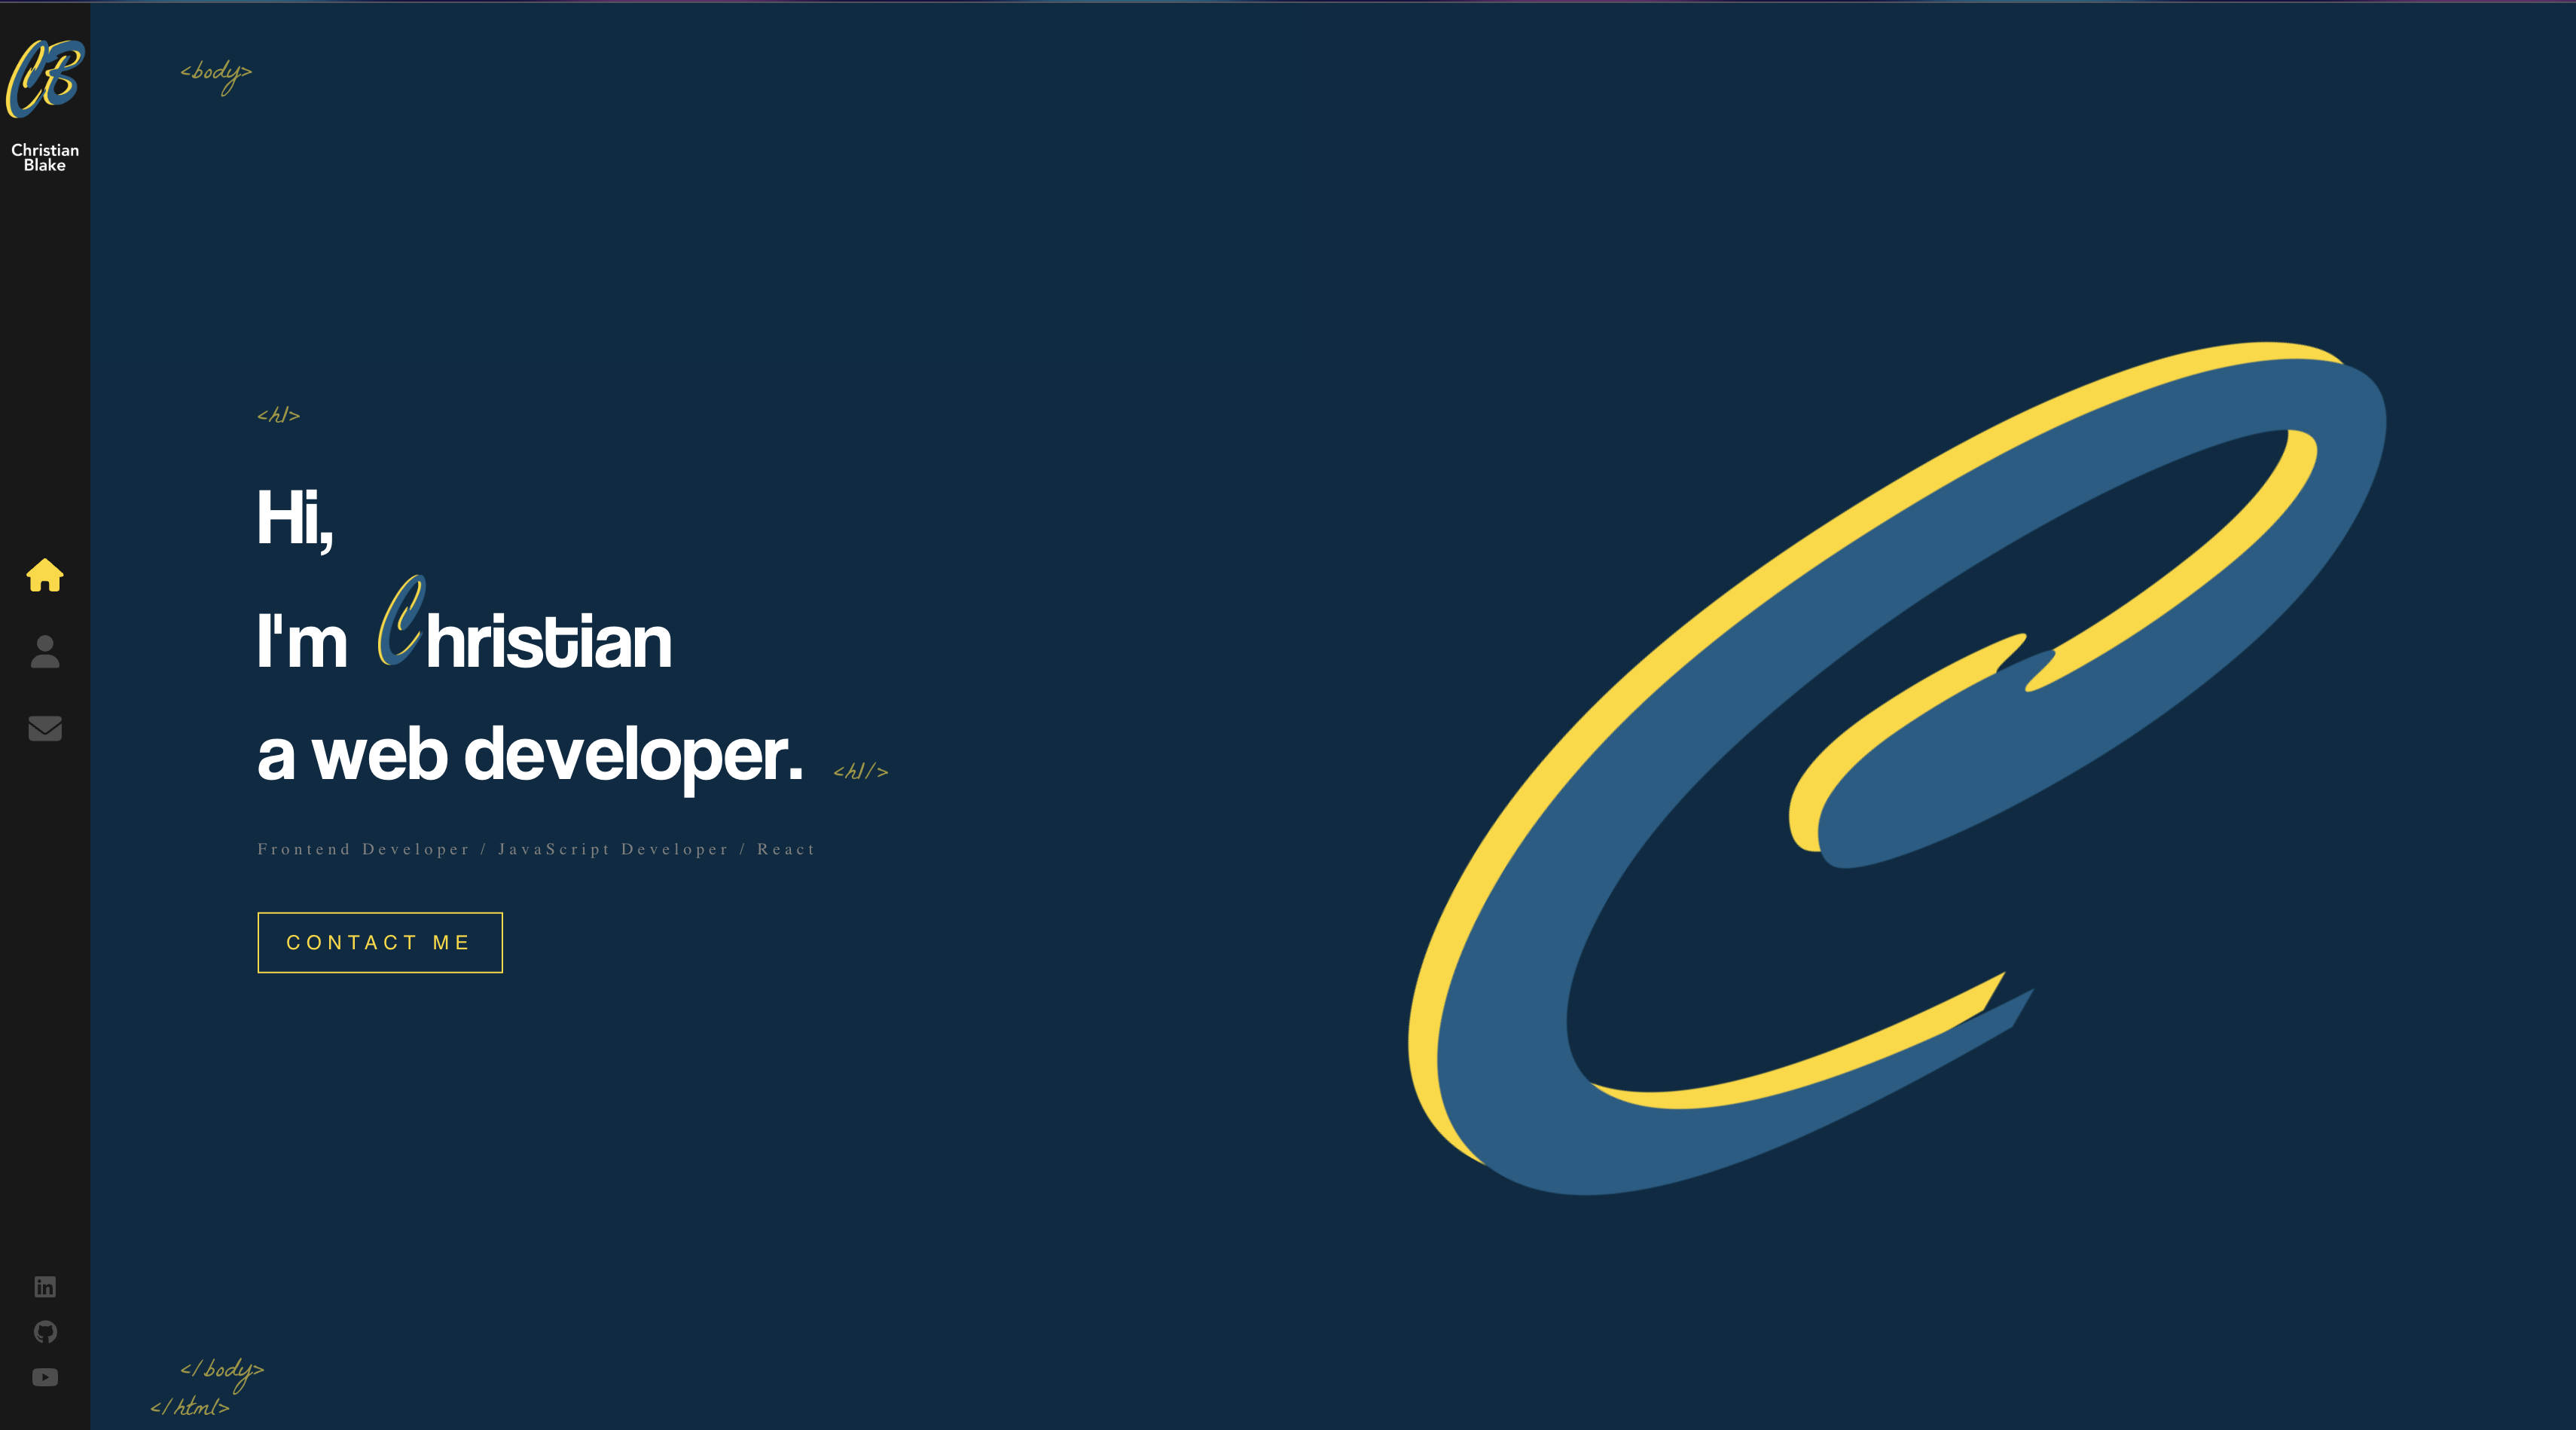 CB
Christian
Blake
<body>
<h1>
Hi,
I'm Christian
a web developer. <h1/>
Frontend Developer / JavaScript Developer / React
CONTACT ME
C
in
</body>
</html>